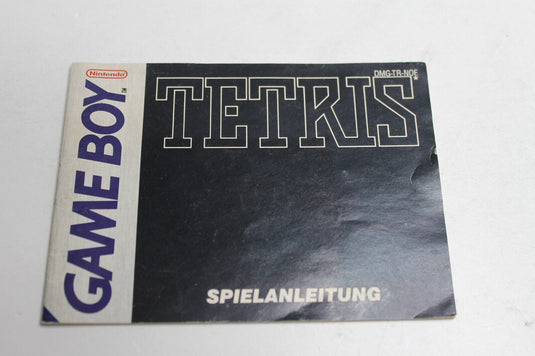 Nintendo
GAME BOY
DMG-TR-NOE
TETRIS
SPIELANLEITUNG